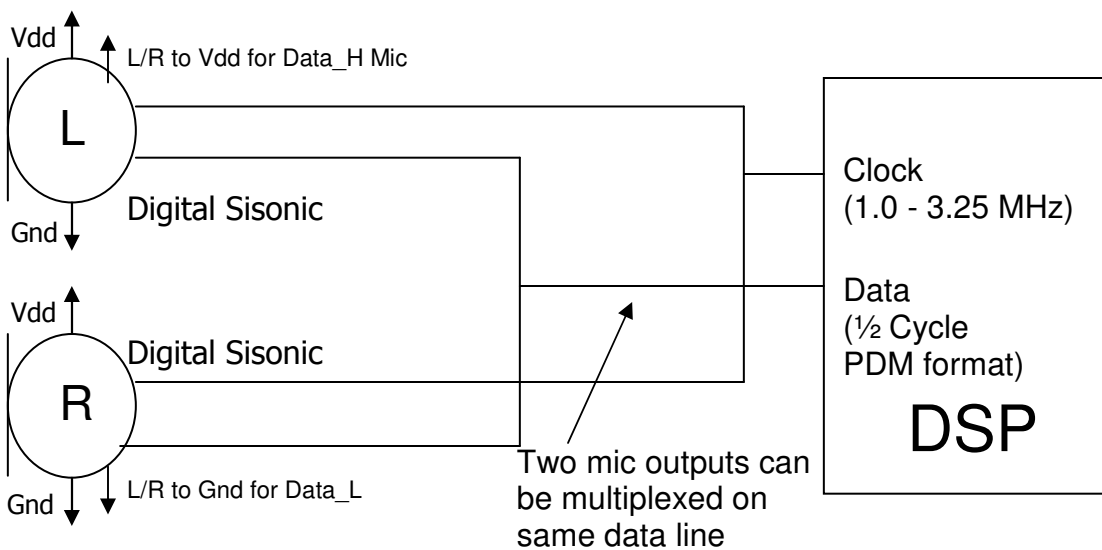 Vdd
L/R to Vdd for Data_H Mic
L
Gnd
Digital Sisonic
Vdd
Digital Sisonic
R
Gnd
L/R to Gnd for Data_L
Clock
(1.0 - 3.25 MHz)
Data
(½ Cycle
PDM format)
DSP
Two mic outputs can
be multiplexed on
same data line